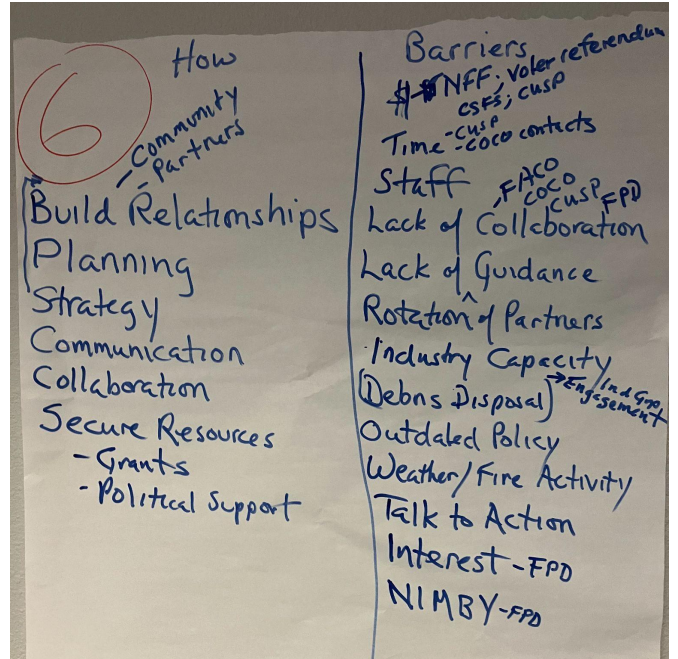 6
How
- Community
- Partners
Build Relationships
Planning
Strategy
Communication
Collaboration
Secure Resources
- Grants
- Political Support
Barriers
$ - NFF; Voter referendum
CSFS; CUSP
Time - CUSP
- COCO contacts
Staff
FACO
COCO
CUSP FPD
Lack of Collaboration
Lack of Guidance
Rotation ^ of Partners
Industry Capacity
(Debris Disposal) → Engagement
Outdated Policy
Weather/Fire Activity
Talk to Action
Interest - FPD
NIMBY - FPD